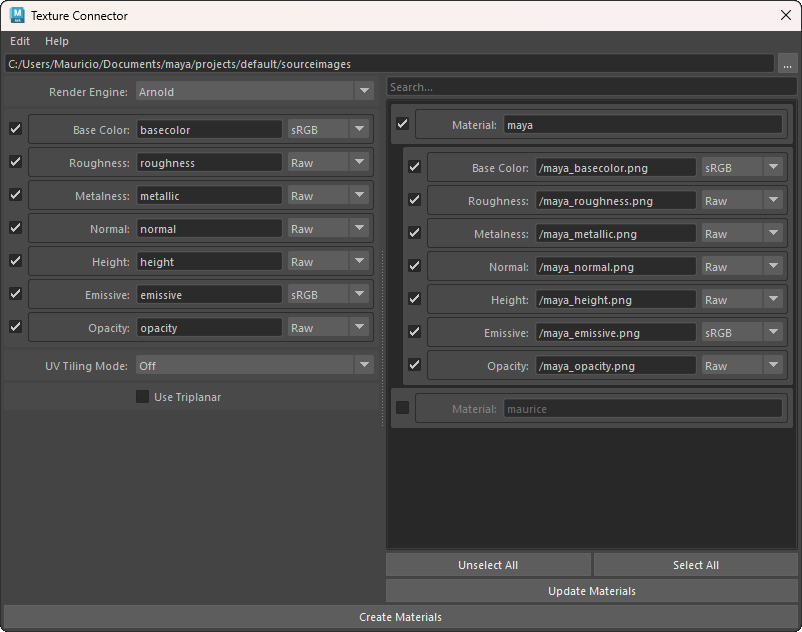 Texture Connector
Edit Help
C:/Users/Mauricio/Documents/maya/projects/default/sourceimages ...
Render Engine: Arnold
Base Color: basecolor sRGB
Roughness: roughness Raw
Metalness: metallic Raw
Normal: normal Raw
Height: height Raw
Emissive: emissive sRGB
Opacity: opacity Raw
UV Tiling Mode: Off
Use Triplanar
Search...
Material: maya
Base Color: /maya_basecolor.png sRGB
Roughness: /maya_roughness.png Raw
Metalness: /maya_metallic.png Raw
Normal: /maya_normal.png Raw
Height: /maya_height.png Raw
Emissive: /maya_emissive.png sRGB
Opacity: /maya_opacity.png Raw
Material: maurice
Unselect All Select All
Update Materials
Create Materials